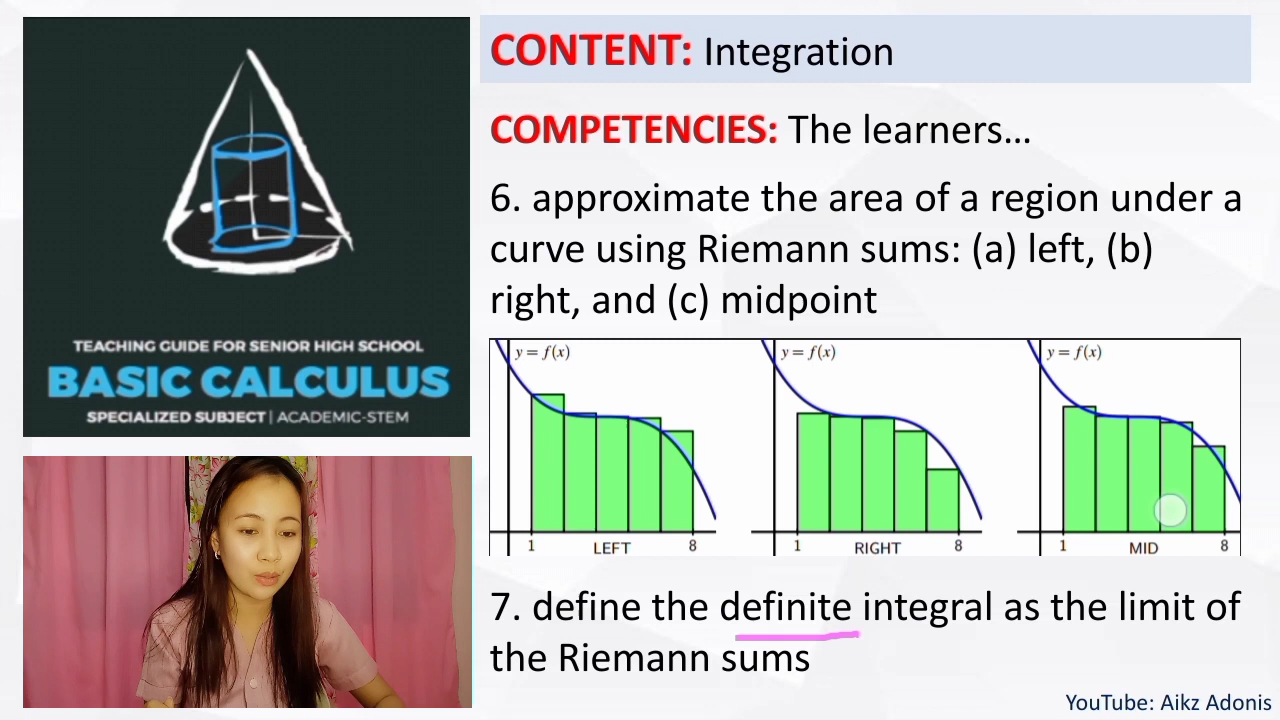 TEACHING GUIDE FOR SENIOR HIGH SCHOOL
BASIC CALCULUS
SPECIALIZED SUBJECT | ACADEMIC-STEM
CONTENT: Integration
COMPETENCIES: The learners...
6. approximate the area of a region under a
curve using Riemann sums: (a) left, (b)
right, and (c) midpoint
y = f(x)
1 LEFT 8
y = f(x)
1 RIGHT 8
y = f(x)
1 MID 8
7. define the definite integral as the limit of
the Riemann sums
YouTube: Aikz Adonis